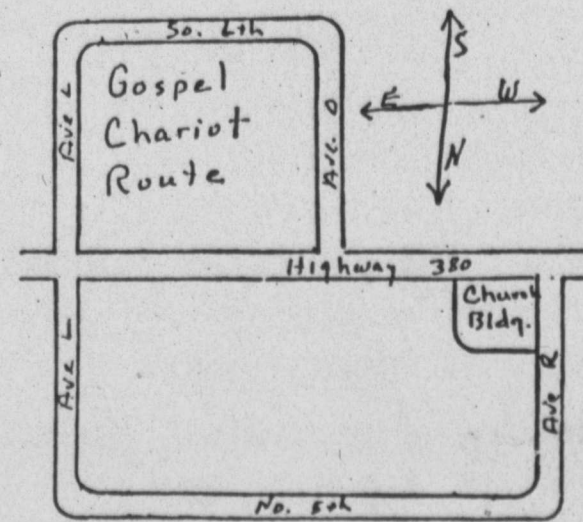 So. 6th
Gospel
Chariot
Route
Ave L
Ave. O
S
E
W
N
Highway 380
Church
Bldg.
Ave L
Ave R
No. 5th